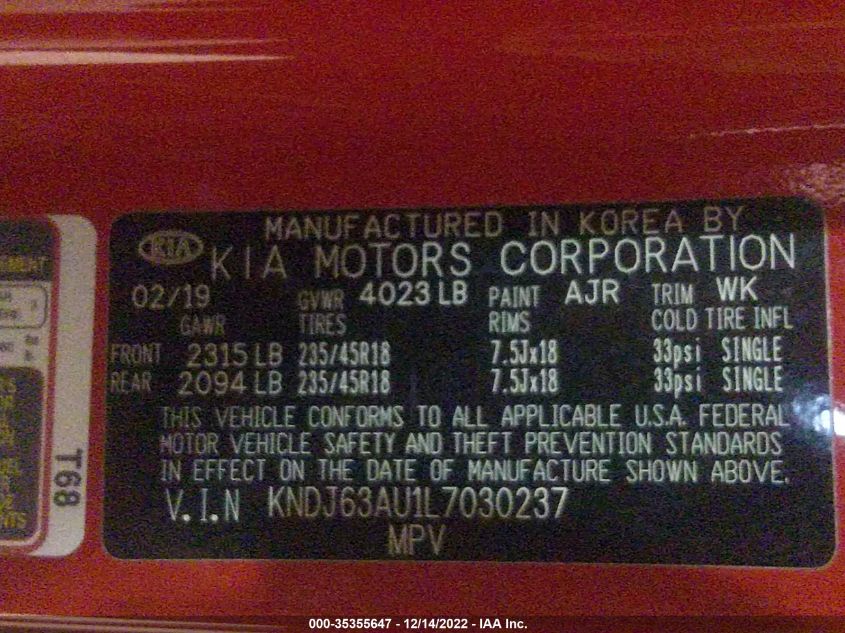 MANUFACTURED IN KOREA BY
KIA KIA MOTORS CORPORATION
02/19 GVWR 4023 LB PAINT AJR TRIM WK
GAWR TIRES RIMS COLD TIRE INFL
FRONT 2315 LB 235/45R18 7.5Jx18 33psi SINGLE
REAR 2094 LB 235/45R18 7.5Jx18 33psi SINGLE
THIS VEHICLE CONFORMS TO ALL APPLICABLE U.S.A. FEDERAL
MOTOR VEHICLE SAFETY AND THEFT PREVENTION STANDARDS
IN EFFECT ON THE DATE OF MANUFACTURE SHOWN ABOVE.
V.I.N KNDJ63AU1L7030237
MPV
T68
000-35355647 - 12/14/2022 - IAA Inc.